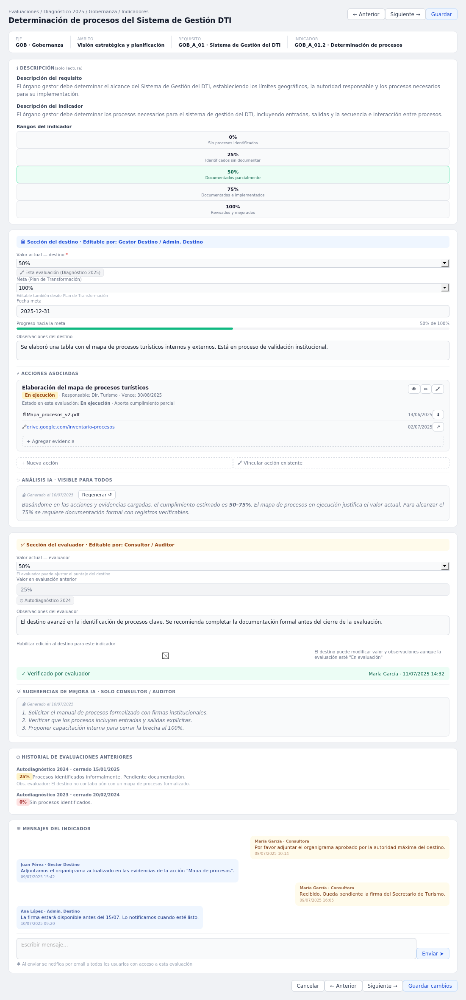 Evaluaciones / Diagnóstico 2025 / Gobernanza / Indicadores
Determinación de procesos del Sistema de Gestión DTI
← Anterior
Siguiente →
Guardar
EJE
GOB · Gobernanza
ÁMBITO
Visión estratégica y planificación
REQUISITO
GOB_A_01 · Sistema de Gestión del DTI
INDICADOR
GOB_A_01.2 · Determinación de procesos
ℹ DESCRIPCIÓN(solo lectura)
Descripción del requisito
El órgano gestor debe determinar el alcance del Sistema de Gestión del DTI, estableciendo los límites geográficos, la autoridad responsable y los procesos necesarios
para su implementación.
Descripción del indicador
El órgano gestor debe determinar los procesos necesarios para el sistema de gestión del DTI, incluyendo entradas, salidas y la secuencia e interacción entre procesos.
Rangos del indicador
0%
Sin procesos identificados
25%
Identificados sin documentar
50%
Documentados parcialmente
75%
Documentados e implementados
100%
Revisados y mejorados
🏛 Sección del destino · Editable por: Gestor Destino / Admin. Destino
Valor actual — destino *
50%
🔗 Esta evaluación (Diagnóstico 2025)
Meta (Plan de Transformación)
100%
Editable también desde Plan de Transformación
Fecha meta
2025-12-31
Progreso hacia la meta
50% de 100%
Observaciones del destino
Se elaboró una tabla con el mapa de procesos turísticos internos y externos. Está en proceso de validación institucional.
⚡ ACCIONES ASOCIADAS
Elaboración del mapa de procesos turísticos
👁
✏
🔗
En ejecución · Responsable: Dir. Turismo · Vence: 30/08/2025
Estado en esta evaluación: En ejecución · Aporta cumplimiento parcial
📄Mapa_procesos_v2.pdf
14/06/2025
⬇
🔗drive.google.com/inventario-procesos
02/07/2025
↗
+ Agregar evidencia
+ Nueva acción
🔗 Vincular acción existente
✨ ANÁLISIS IA · VISIBLE PARA TODOS
🤖 Generado el 10/07/2025
Regenerar ↺
Basándome en las acciones y evidencias cargadas, el cumplimiento estimado es 50–75%. El mapa de procesos en ejecución justifica el valor actual. Para alcanzar el
75% se requiere documentación formal con registros verificables.
✅ Sección del evaluador · Editable por: Consultor / Auditor
Valor actual — evaluador
50%
El evaluador puede ajustar el puntaje del destino
Valor en evaluación anterior
25%
🕐 Autodiagnóstico 2024
Observaciones del evaluador
El destino avanzó en la identificación de procesos clave. Se recomienda completar la documentación formal antes del cierre de la evaluación.
Habilitar edición al destino para este indicador
El destino puede modificar valor y observaciones aunque la
evaluación esté "En evaluación"
✓ Verificado por evaluador
María García · 11/07/2025 14:32
💡 SUGERENCIAS DE MEJORA IA · SOLO CONSULTOR / AUDITOR
🤖 Generado el 10/07/2025
1. Solicitar el manual de procesos formalizado con firmas institucionales.
2. Verificar que los procesos incluyan entradas y salidas explícitas.
3. Proponer capacitación interna para cerrar la brecha al 100%.
🕐 HISTORIAL DE EVALUACIONES ANTERIORES
Autodiagnóstico 2024 · cerrado 15/01/2025
25% Procesos identificados informalmente. Pendiente documentación.
Obs. evaluador: El destino no contaba aún con un mapa de procesos formalizado.
Autodiagnóstico 2023 · cerrado 20/02/2024
0% Sin procesos identificados.
💬 MENSAJES DEL INDICADOR
María García · Consultora
Por favor adjuntar el organigrama aprobado por la autoridad máxima del destino.
08/07/2025 10:14
Juan Pérez · Gestor Destino
Adjuntamos el organigrama actualizado en las evidencias de la acción "Mapa de procesos".
09/07/2025 15:42
María García · Consultora
Recibido. Queda pendiente la firma del Secretario de Turismo.
09/07/2025 16:05
Ana López · Admin. Destino
La firma estará disponible antes del 15/07. Lo notificamos cuando esté listo.
10/07/2025 09:20
Escribir mensaje...
Enviar ➤
🔔 Al enviar se notifica por email a todos los usuarios con acceso a esta evaluación
Cancelar
← Anterior
Siguiente →
Guardar cambios